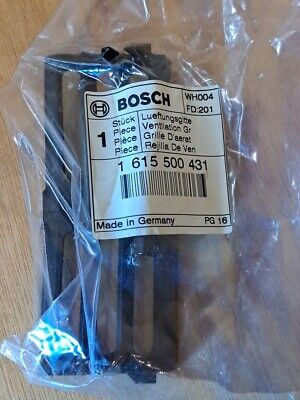 BOSCH
WH004
FD:201
1
Stück Lueftungsgitte
Piece Ventilation Gr
Pièce Grille D'aerat
Pieza Rejilla De Ven
1 615 500 431
Made in Germany PG 16